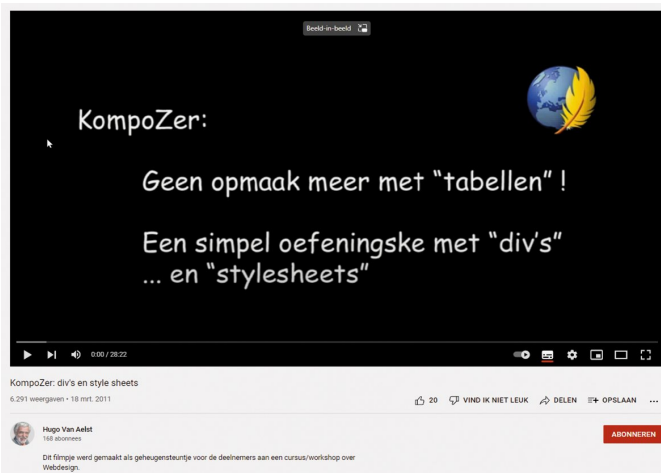 Beeld-in-beeld
KompoZer:
Geen opmaak meer met “tabellen” !
Een simpel oefeningske met “div's”
... en “stylesheets”
0:00 / 28:22
KompoZer: div's en style sheets
6.291 weergaven • 18 mrt. 2011
20 VIND IK NIET LEUK DELEN OPSLAAN ...
Hugo Van Aelst
168 abonnees
ABONNEREN
Dit filmpje werd gemaakt als geheugensteuntje voor de deelnemers aan een cursus/workshop over
Webdesign.